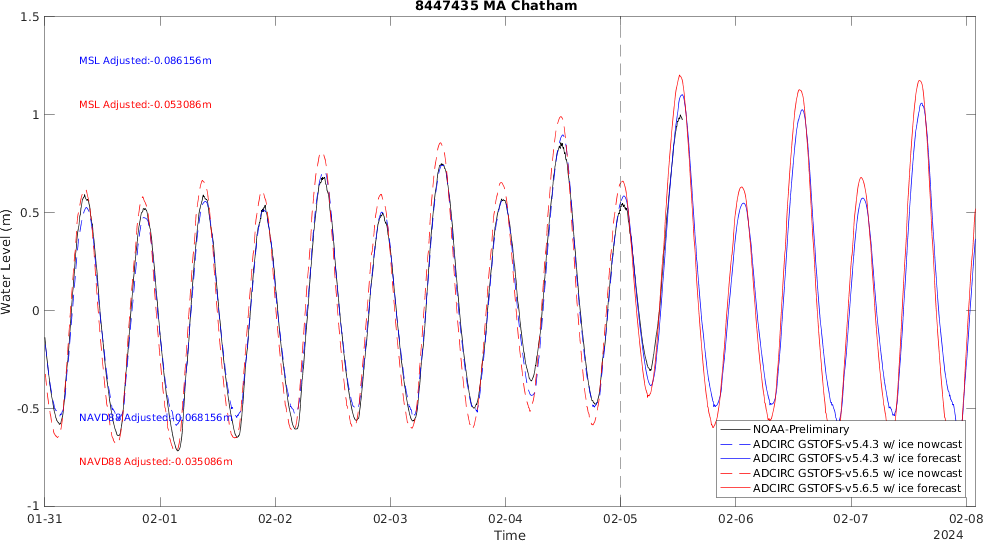 8447435 MA Chatham
1.5
MSL Adjusted:-0.086156m
MSL Adjusted:-0.053086m
1
0.5
Water Level (m)
0
-0.5
NAVD88 Adjusted:-0.068156m
NAVD88 Adjusted:-0.035086m
-1
NOAA-Preliminary
ADCIRC GSTOFS-v5.4.3 w/ ice nowcast
ADCIRC GSTOFS-v5.4.3 w/ ice forecast
ADCIRC GSTOFS-v5.6.5 w/ ice nowcast
ADCIRC GSTOFS-v5.6.5 w/ ice forecast
01-31 02-01 02-02 02-03 02-04 02-05 02-06 02-07 02-08
Time
2024